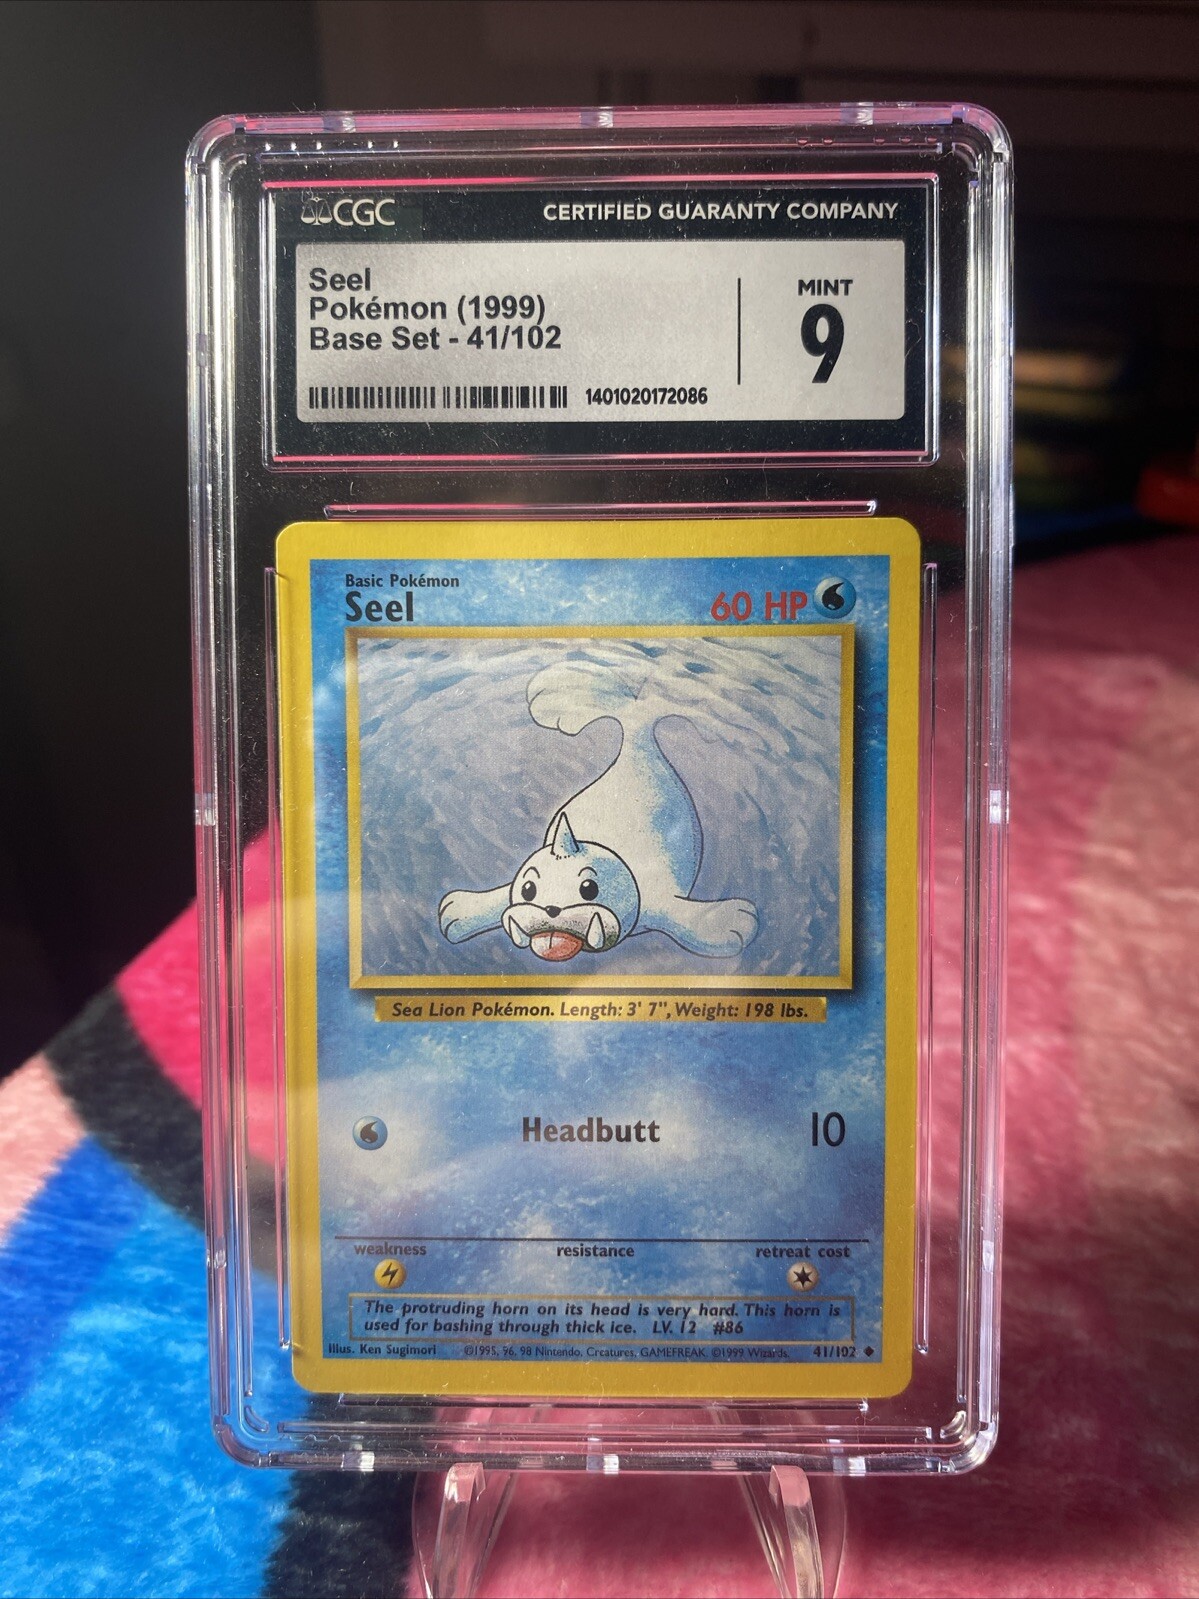 CGC
CERTIFIED GUARANTY COMPANY
Seel
Pokémon (1999)
Base Set - 41/102
MINT
9
1401020172086
Basic Pokémon
Seel
60 HP
Sea Lion Pokémon. Length: 3' 7", Weight: 198 lbs.
Headbutt
10
weakness
resistance
retreat cost
The protruding horn on its head is very hard. This horn is
used for bashing through thick ice. LV. 12 #86
Illus. Ken Sugimori ©1995, 96, 98 Nintendo, Creatures, GAMEFREAK. ©1999 Wizards. 41/102